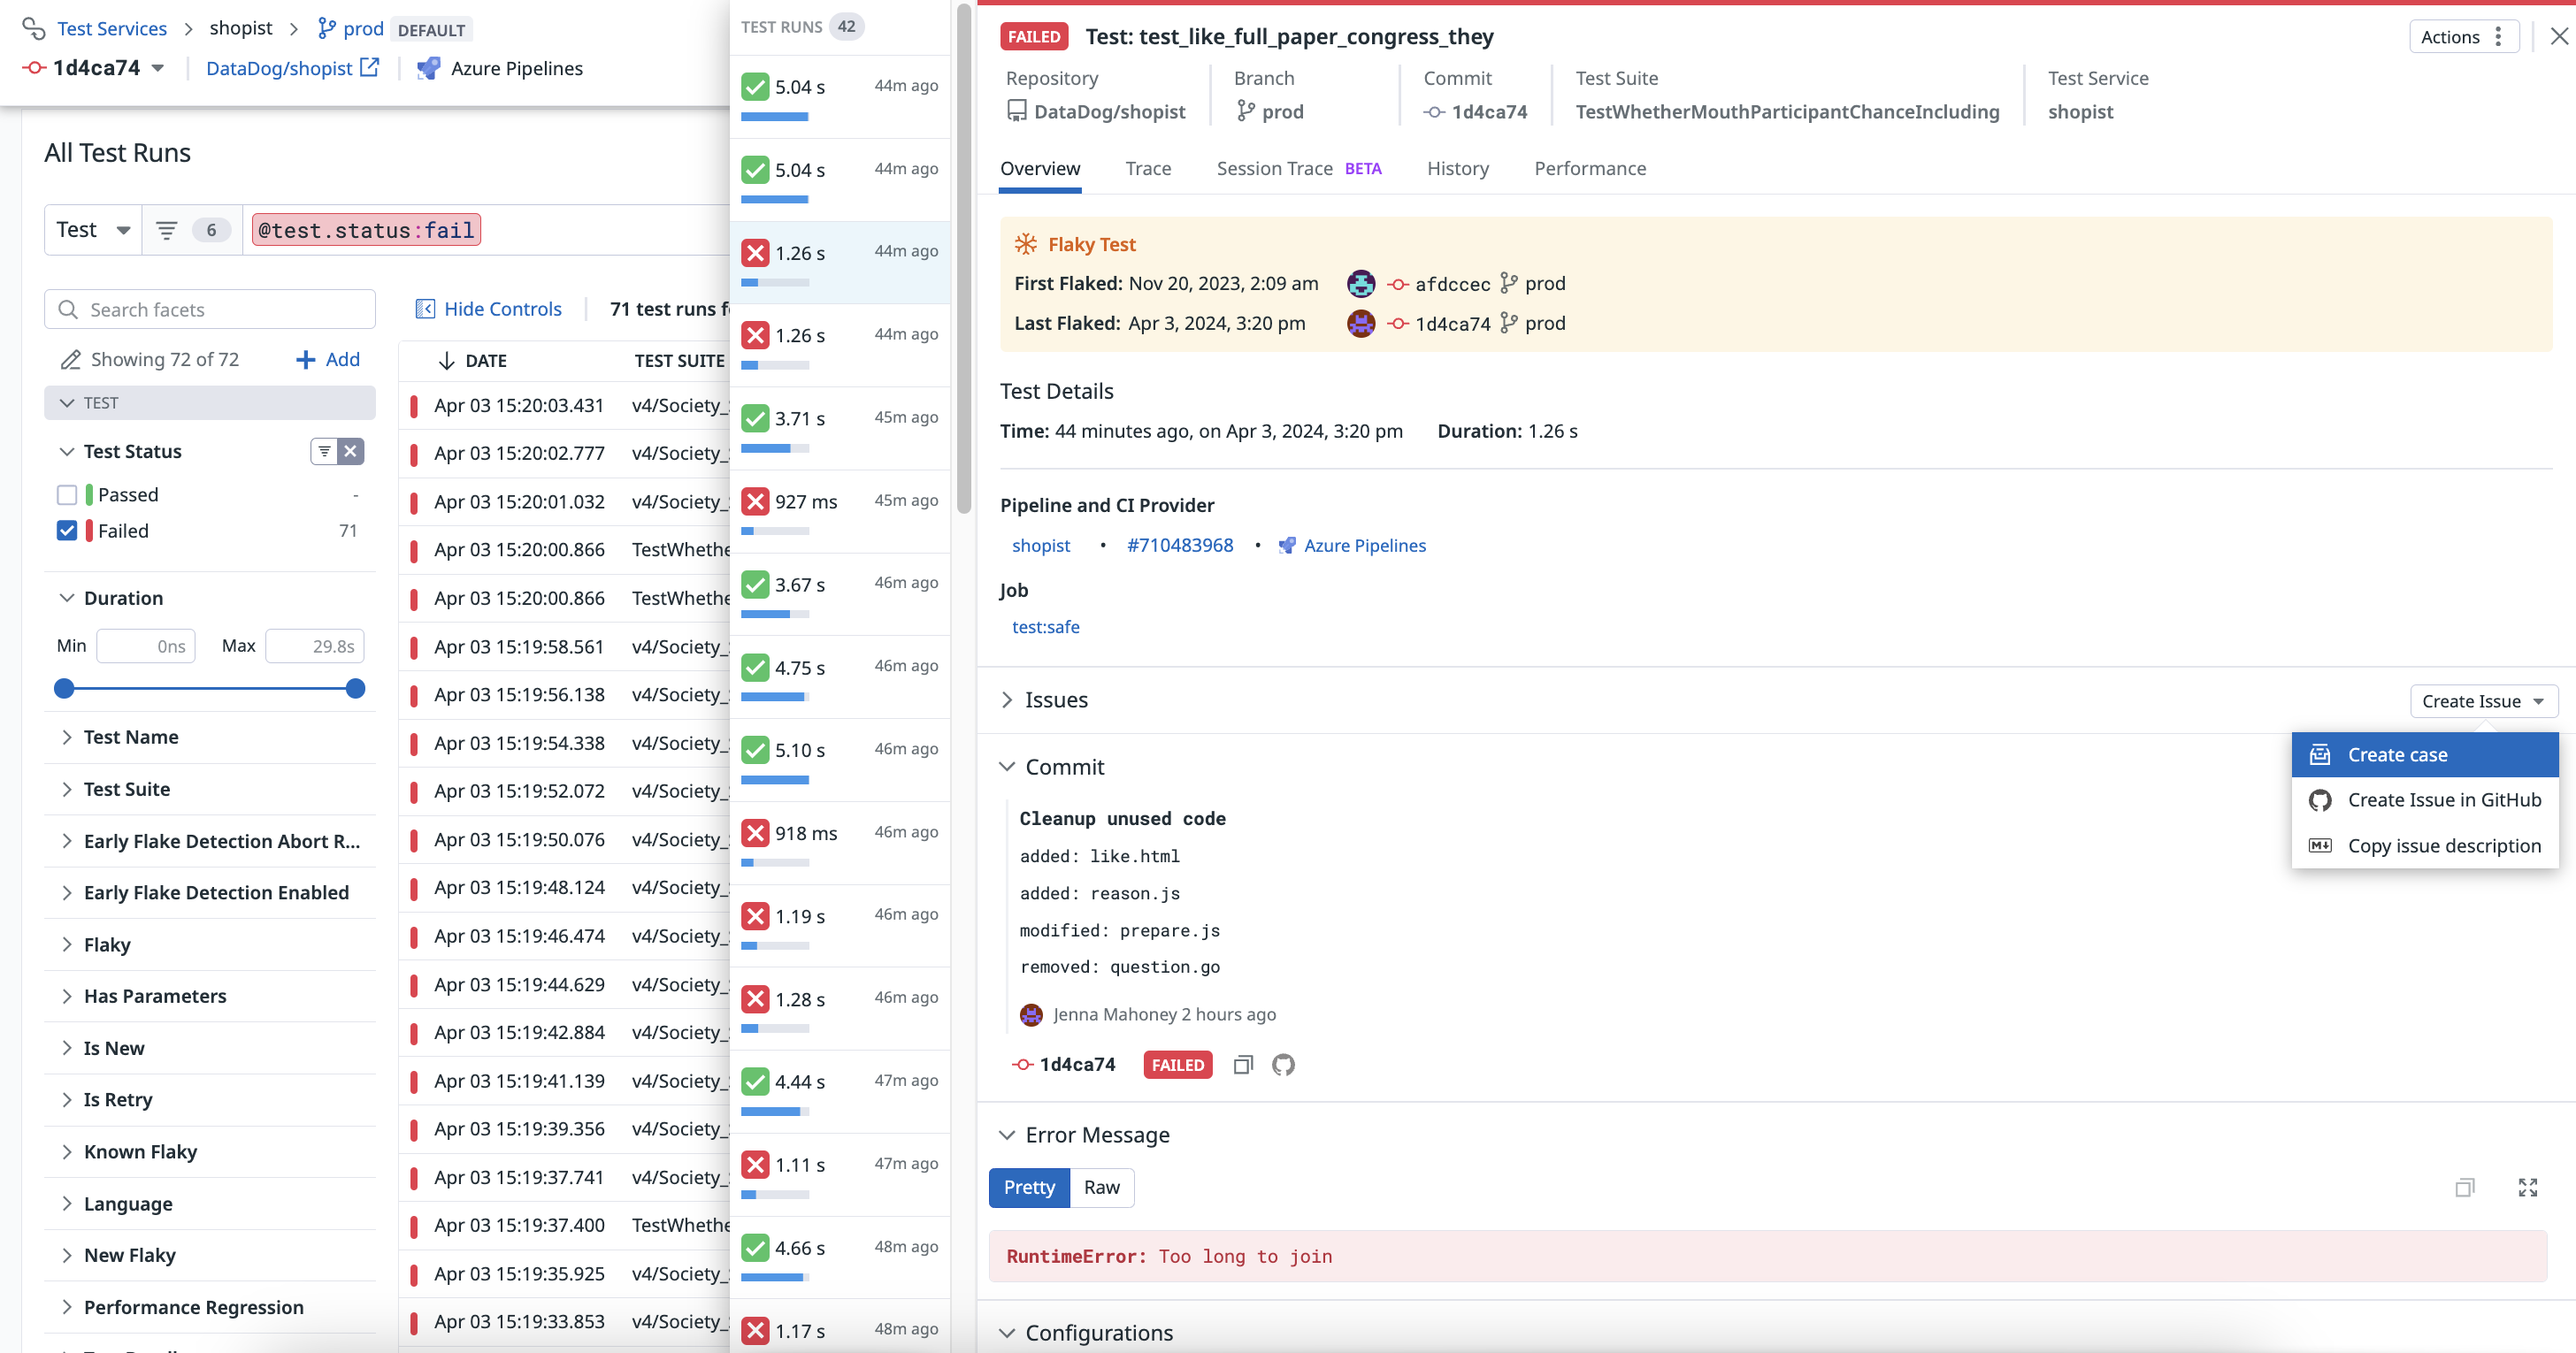 Test Services > shopist > prod DEFAULT
1d4ca74 DataDog/shopist Azure Pipelines
All Test Runs
Test 6 @test.status:fail
Search facets
Hide Controls 71 test runs
Showing 72 of 72 + Add
TEST
Test Status
Passed -
Failed 71
Duration
Min 0ns Max 29.8s
Test Name
Test Suite
Early Flake Detection Abort R...
Early Flake Detection Enabled
Flaky
Has Parameters
Is New
Is Retry
Known Flaky
Language
New Flaky
Performance Regression
DATE TEST SUITE
Apr 03 15:20:03.431 v4/Society_
Apr 03 15:20:02.777 v4/Society_
Apr 03 15:20:01.032 v4/Society_
Apr 03 15:20:00.866 TestWhethe
Apr 03 15:20:00.866 TestWhethe
Apr 03 15:19:58.561 v4/Society_
Apr 03 15:19:56.138 v4/Society_
Apr 03 15:19:54.338 v4/Society_
Apr 03 15:19:52.072 v4/Society_
Apr 03 15:19:50.076 v4/Society_
Apr 03 15:19:48.124 v4/Society_
Apr 03 15:19:46.474 v4/Society_
Apr 03 15:19:44.629 v4/Society_
Apr 03 15:19:42.884 v4/Society_
Apr 03 15:19:41.139 v4/Society_
Apr 03 15:19:39.356 v4/Society_
Apr 03 15:19:37.741 v4/Society_
Apr 03 15:19:37.400 TestWhethe
Apr 03 15:19:35.925 v4/Society_
Apr 03 15:19:33.853 v4/Society_
TEST RUNS 42
5.04 s 44m ago
5.04 s 44m ago
1.26 s 44m ago
1.26 s 44m ago
3.71 s 45m ago
927 ms 45m ago
3.67 s 46m ago
4.75 s 46m ago
5.10 s 46m ago
918 ms 46m ago
1.19 s 46m ago
1.28 s 46m ago
4.44 s 47m ago
1.11 s 47m ago
4.66 s 48m ago
1.17 s 48m ago
FAILED Test: test_like_full_paper_congress_they Actions
Repository Branch Commit Test Suite Test Service
DataDog/shopist prod 1d4ca74 TestWhetherMouthParticipantChanceIncluding shopist
Overview Trace Session Trace BETA History Performance
Flaky Test
First Flaked: Nov 20, 2023, 2:09 am afdccec prod
Last Flaked: Apr 3, 2024, 3:20 pm 1d4ca74 prod
Test Details
Time: 44 minutes ago, on Apr 3, 2024, 3:20 pm Duration: 1.26 s
Pipeline and CI Provider
shopist • #710483968 • Azure Pipelines
Job
test:safe
Issues Create Issue
Create case
Create Issue in GitHub
Copy issue description
Commit
Cleanup unused code
added: like.html
added: reason.js
modified: prepare.js
removed: question.go
Jenna Mahoney 2 hours ago
1d4ca74 FAILED
Error Message
Pretty Raw
RuntimeError: Too long to join
Configurations